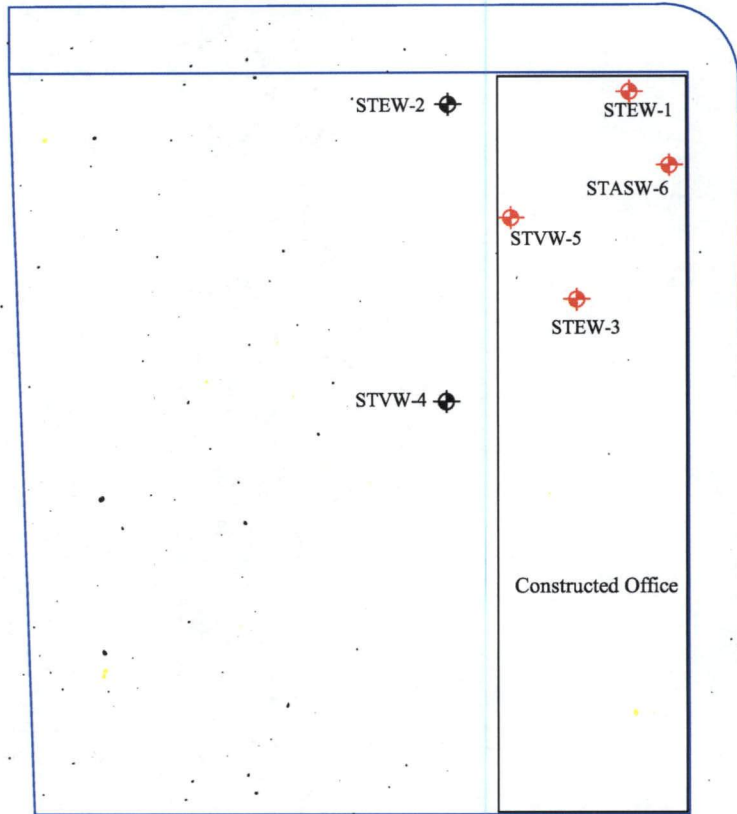 STEW-2
STEW-1
STASW-6
STVW-5
STEW-3
STVW-4
Constructed Office